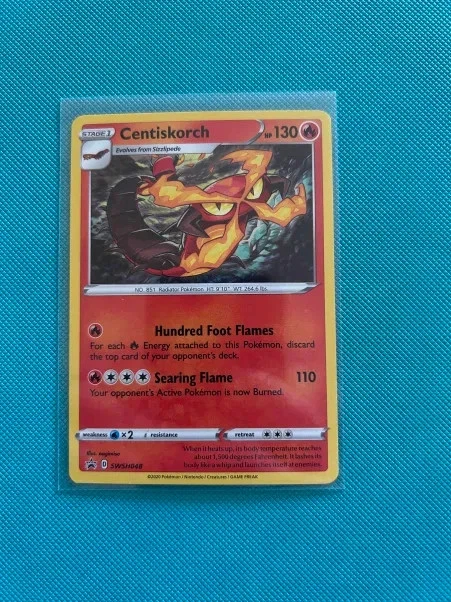 STAGE 1 Centiskorch HP 130
Evolves from Sizzlipede
NO. 851 Radiator Pokémon HT: 9'10" WT: 264.6 lbs.
Hundred Foot Flames
For each Energy attached to this Pokémon, discard
the top card of your opponent's deck.
Searing Flame 110
Your opponent's Active Pokémon is now Burned.
weakness ×2 resistance retreat
Illus.
When it heats up, its body temperature reaches
about 1,500 degrees Fahrenheit. It lashes its
body like a whip and launches itself at enemies.
D SWSH048
©2020 Pokémon / Nintendo / Creatures / GAME FREAK